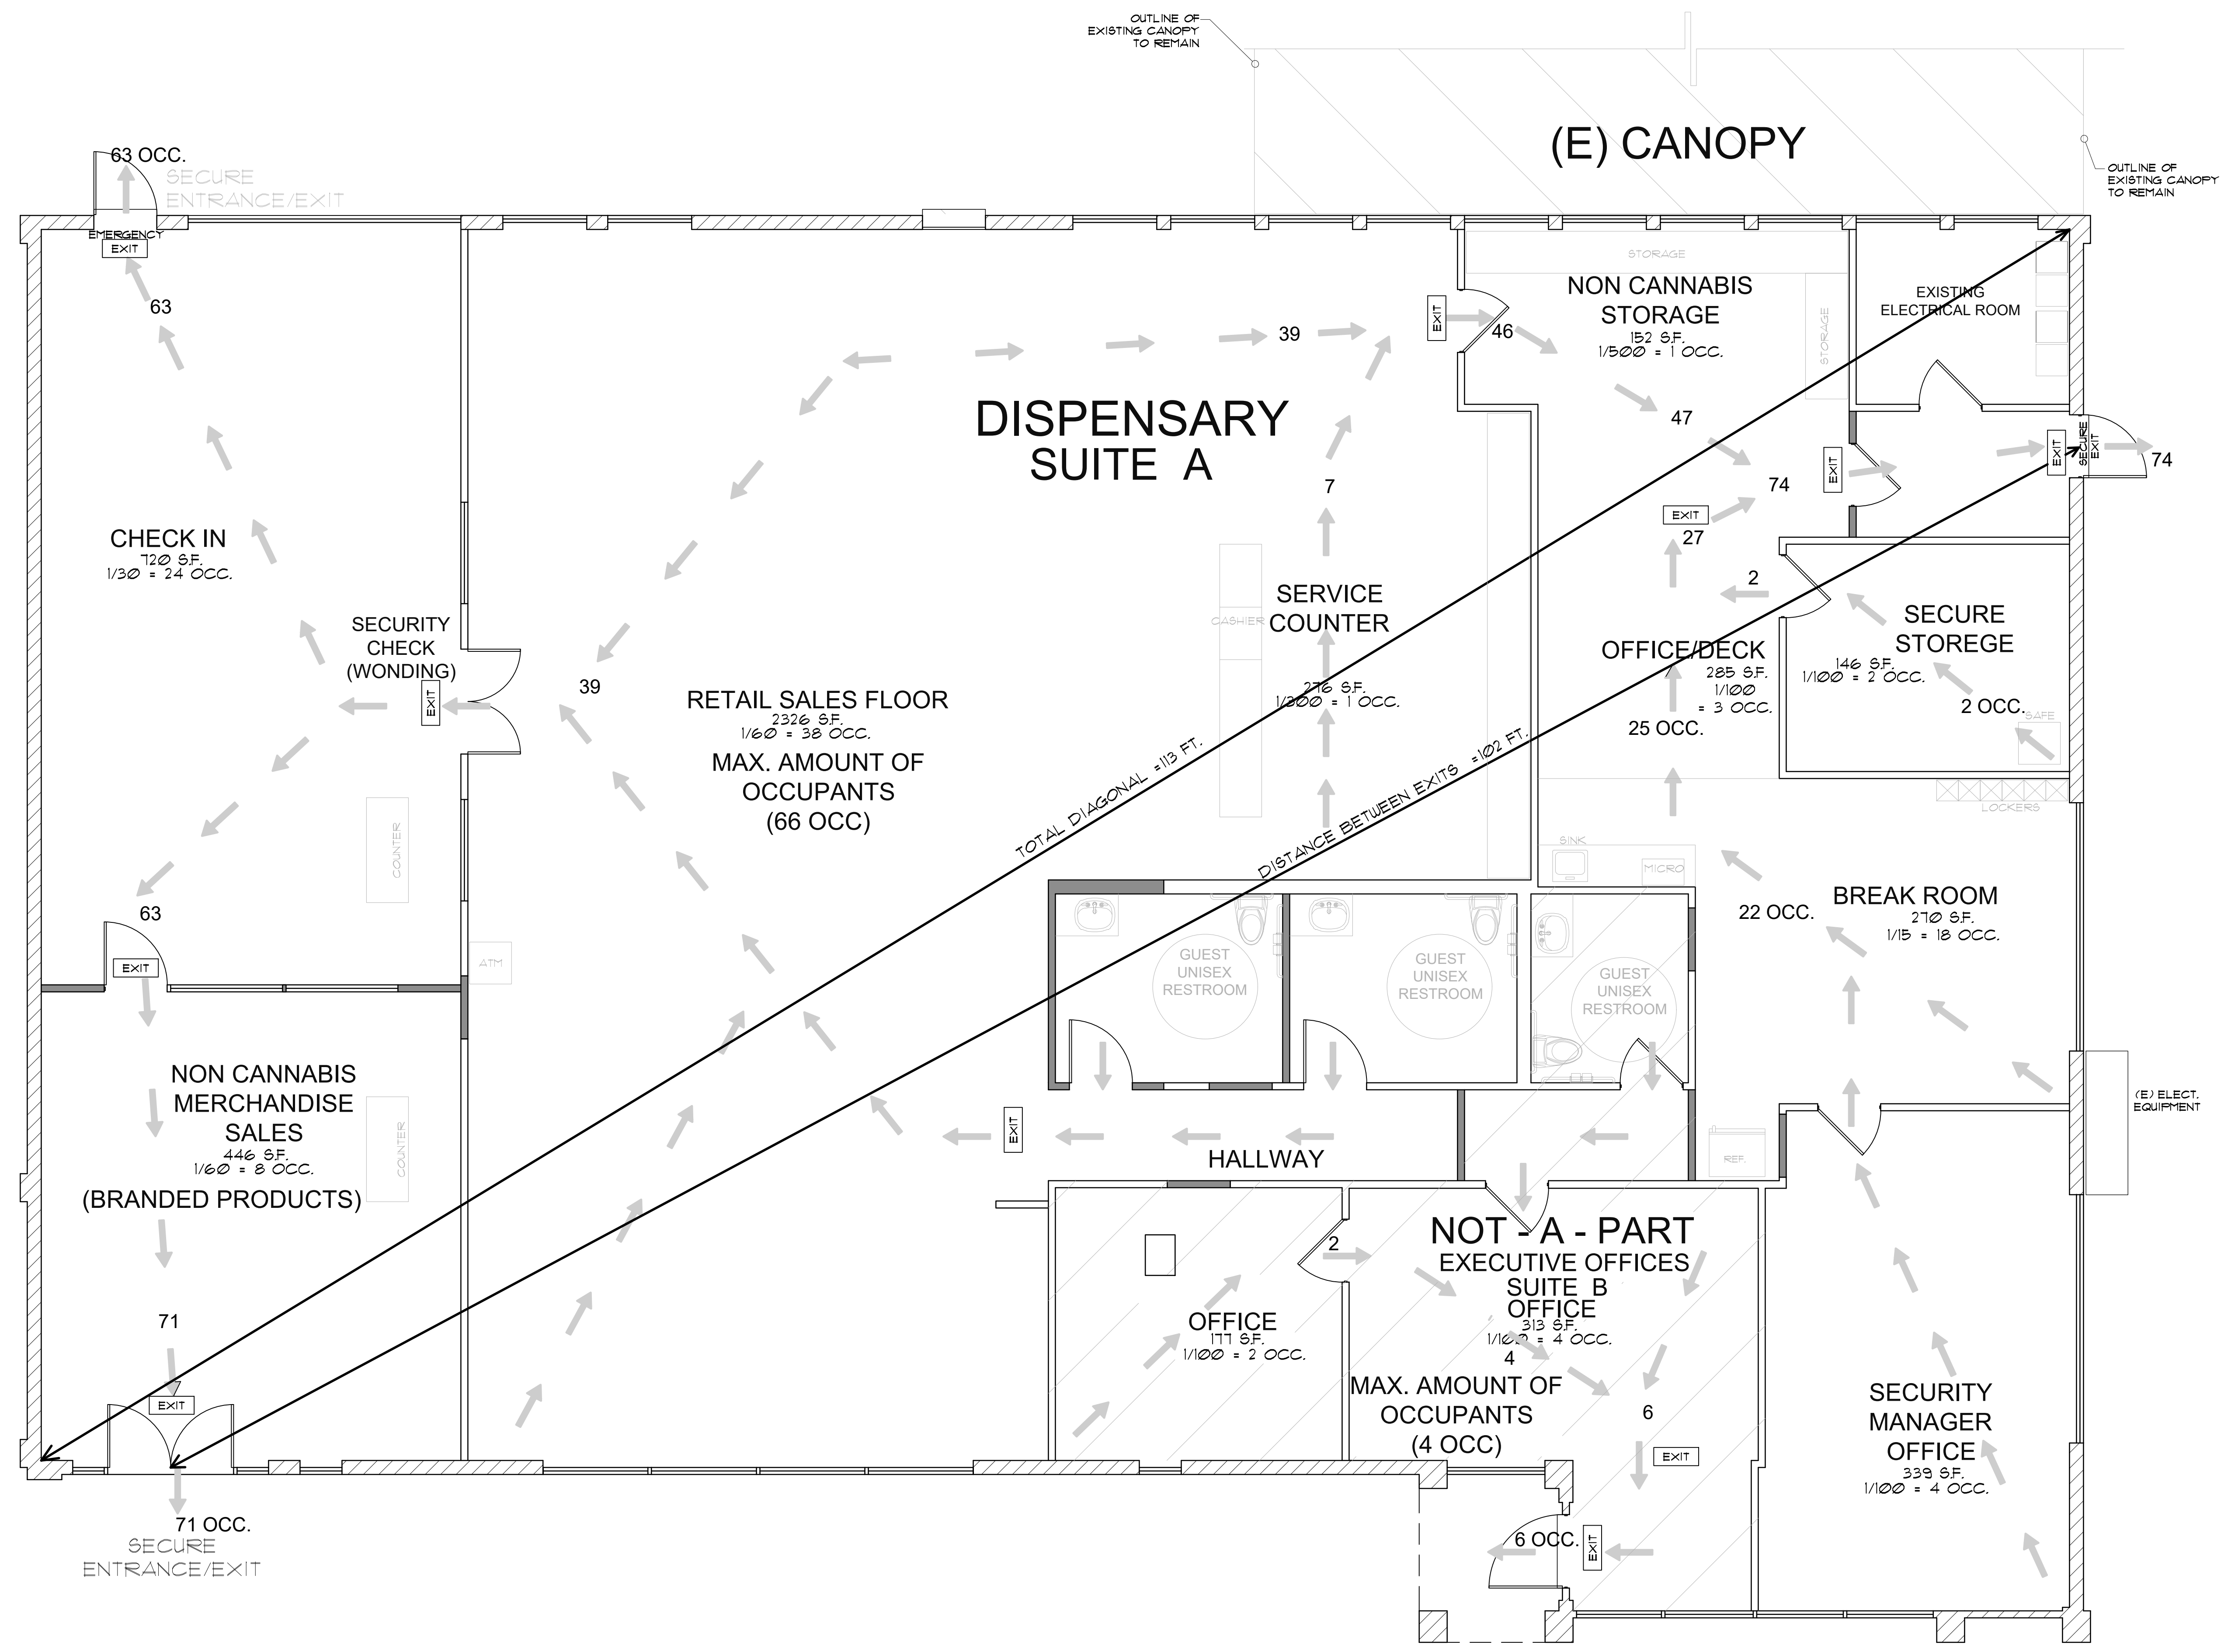 OUTLINE OF
EXISTING CANOPY
TO REMAIN
(E) CANOPY
OUTLINE OF
EXISTING CANOPY
TO REMAIN
63 OCC.
SECURE
ENTRANCE/EXIT
EMERGENCY
EXIT
63
CHECK IN
720 S.F.
1/30 = 24 OCC.
SECURITY
CHECK
(WONDING)
EXIT
COUNTER
63
EXIT
NON CANNABIS
MERCHANDISE
SALES
446 S.F.
1/60 = 8 OCC.
(BRANDED PRODUCTS)
COUNTER
71
EXIT
71 OCC.
SECURE
ENTRANCE/EXIT
ATM
39
39
DISPENSARY
SUITE A
RETAIL SALES FLOOR
2326 S.F.
1/60 = 38 OCC.
MAX. AMOUNT OF
OCCUPANTS
(66 OCC)
7
CASHIER
SERVICE
COUNTER
276 S.F.
1/300 = 1 OCC.
TOTAL DIAGONAL =113 FT.
DISTANCE BETWEEN EXITS =102 FT.
EXIT
46
STORAGE
NON CANNABIS
STORAGE
152 S.F.
1/500 = 1 OCC.
STORAGE
47
EXISTING
ELECTRICAL ROOM
74
EXIT
EXIT
SECURE
EXIT
74
EXIT
27
2
SECURE
STOREGE
146 S.F.
1/100 = 2 OCC.
2 OCC.
SAFE
OFFICE/DECK
285 S.F.
1/100
= 3 OCC.
25 OCC.
LOCKERS
SINK
MICRO
BREAK ROOM
270 S.F.
1/15 = 18 OCC.
22 OCC.
GUEST
UNISEX
RESTROOM
GUEST
UNISEX
RESTROOM
GUEST
UNISEX
RESTROOM
EXIT
HALLWAY
REF.
(E) ELECT.
EQUIPMENT
2
OFFICE
177 S.F.
1/100 = 2 OCC.
NOT - A - PART
EXECUTIVE OFFICES
SUITE B
OFFICE
313 S.F.
1/100 = 4 OCC.
4
MAX. AMOUNT OF
OCCUPANTS
(4 OCC)
6
EXIT
6 OCC.
EXIT
SECURITY
MANAGER
OFFICE
339 S.F.
1/100 = 4 OCC.